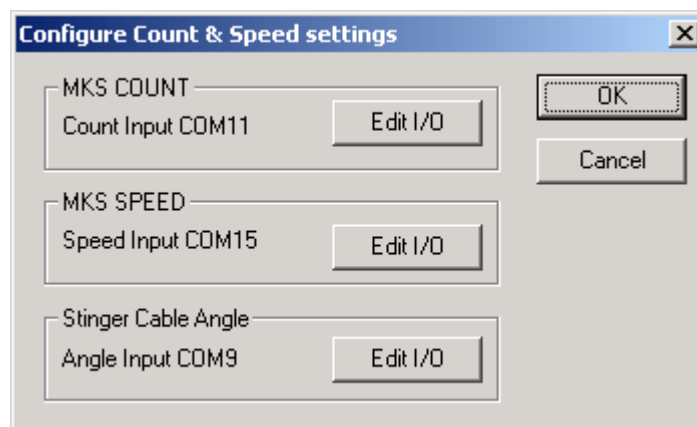 Configure Count & Speed settings
MKS COUNT
Count Input COM11
Edit I/O
OK
Cancel
MKS SPEED
Speed Input COM15
Edit I/O
Stinger Cable Angle
Angle Input COM9
Edit I/O